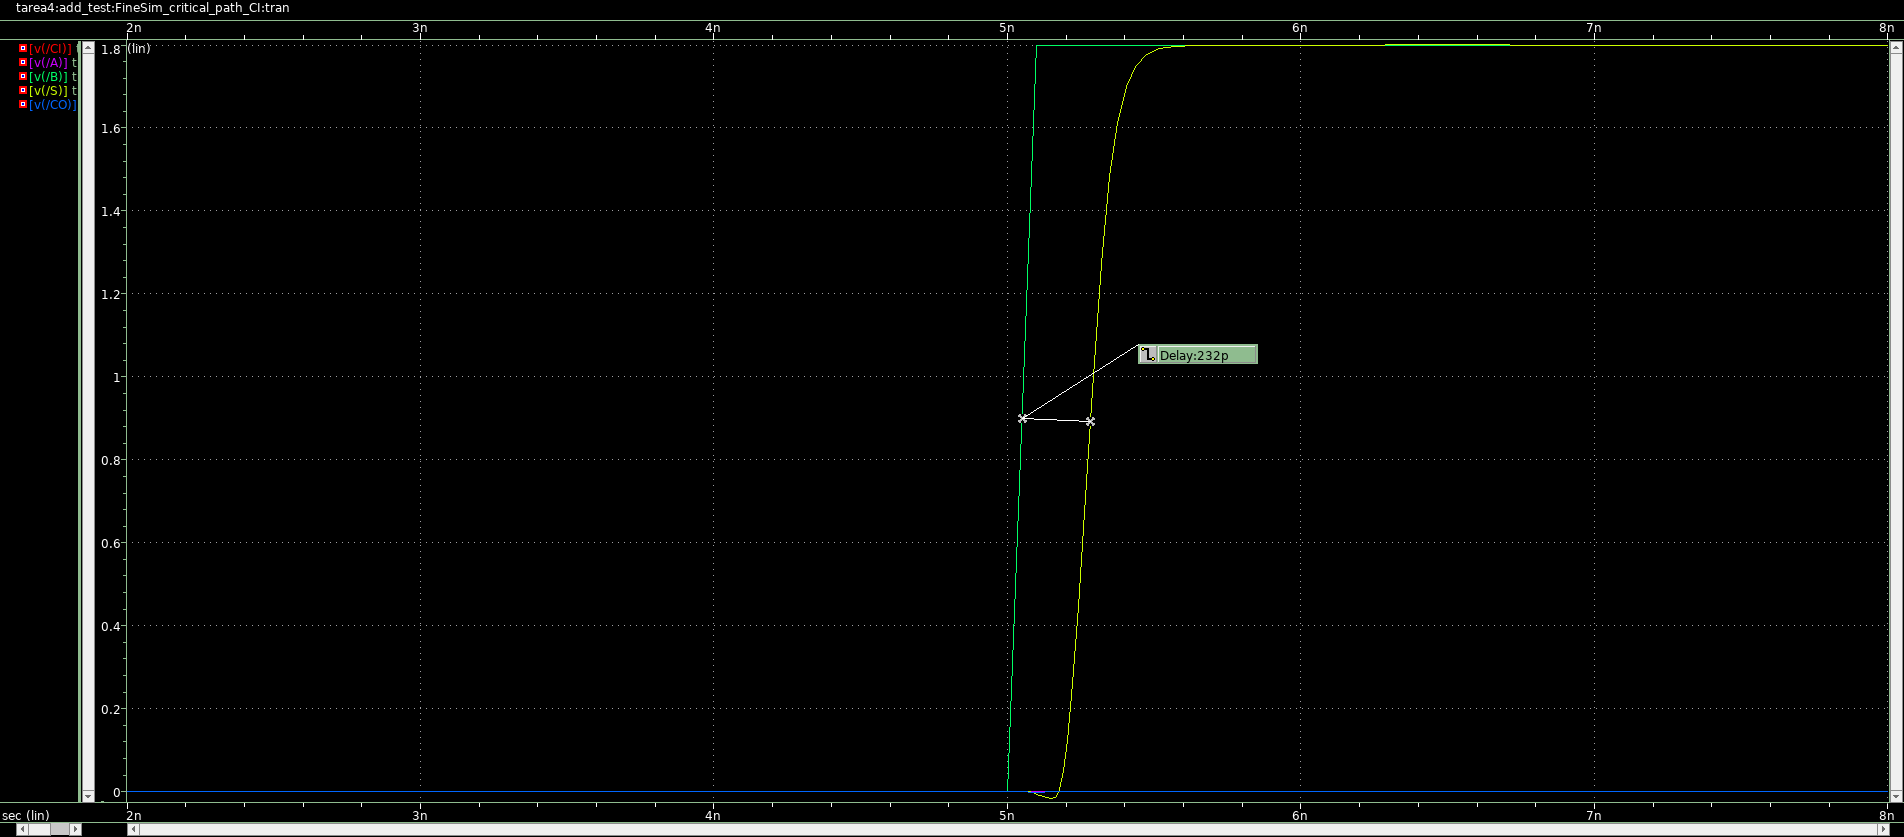 tarea4:add_test:FineSim_critical_path_CI:tran
2n 3n 4n 5n 6n 7n 8n
[v(/CI)] t
[v(/A)] t
[v(/B)] t
[v(/S)] t
[v(/CO)]
1.8 (lin)
1.6
1.4
1.2
1
Delay:232p
0.8
0.6
0.4
0.2
0
sec (lin) 2n 3n 4n 5n 6n 7n 8n